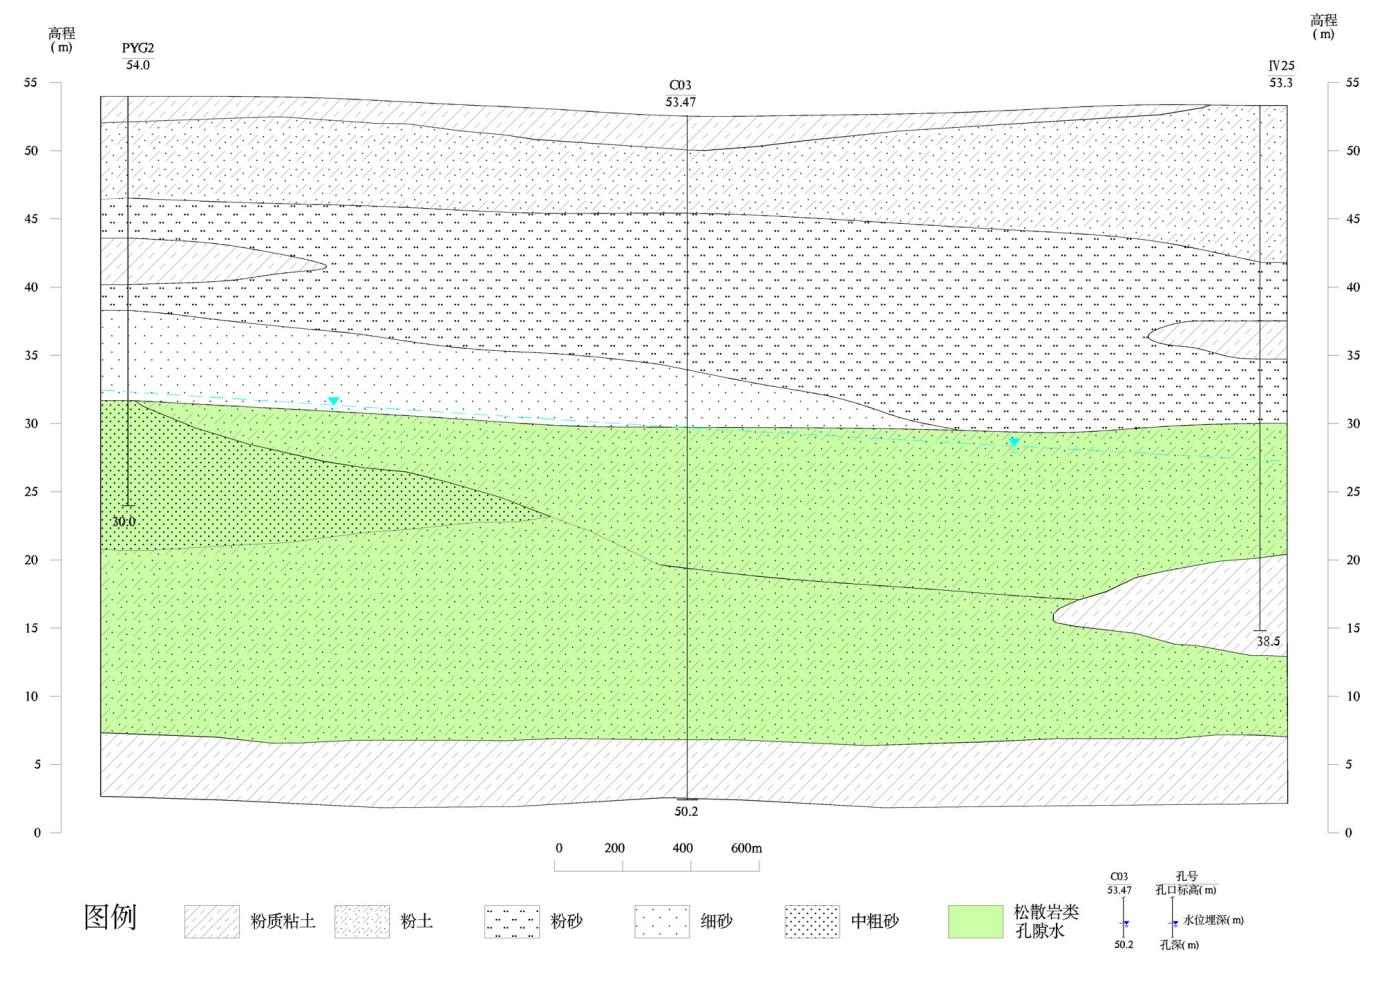 高程
( m)
高程
( m)
PYG2
54.0
C03
53.47
Ⅳ25
53.3
55
50
45
40
35
30
25
20
15
10
5
0
55
50
45
40
35
30
25
20
15
10
5
0
30.0
38.5
50.2
0 200 400 600m
图例
粉质粘土
粉土
粉砂
细砂
中粗砂
松散岩类
孔隙水
C03
53.47
50.2
孔号
孔口标高( m)
水位埋深( m)
孔深( m)